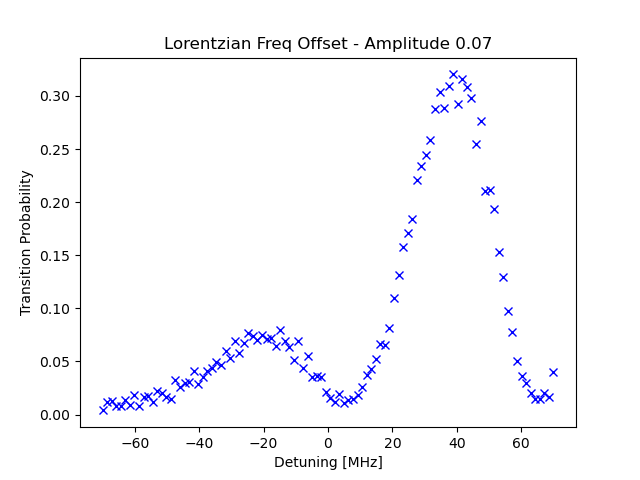 Lorentzian Freq Offset - Amplitude 0.07
Transition Probability
0.30
0.25
0.20
0.15
0.10
0.05
0.00
−60 −40 −20 0 20 40 60
Detuning [MHz]